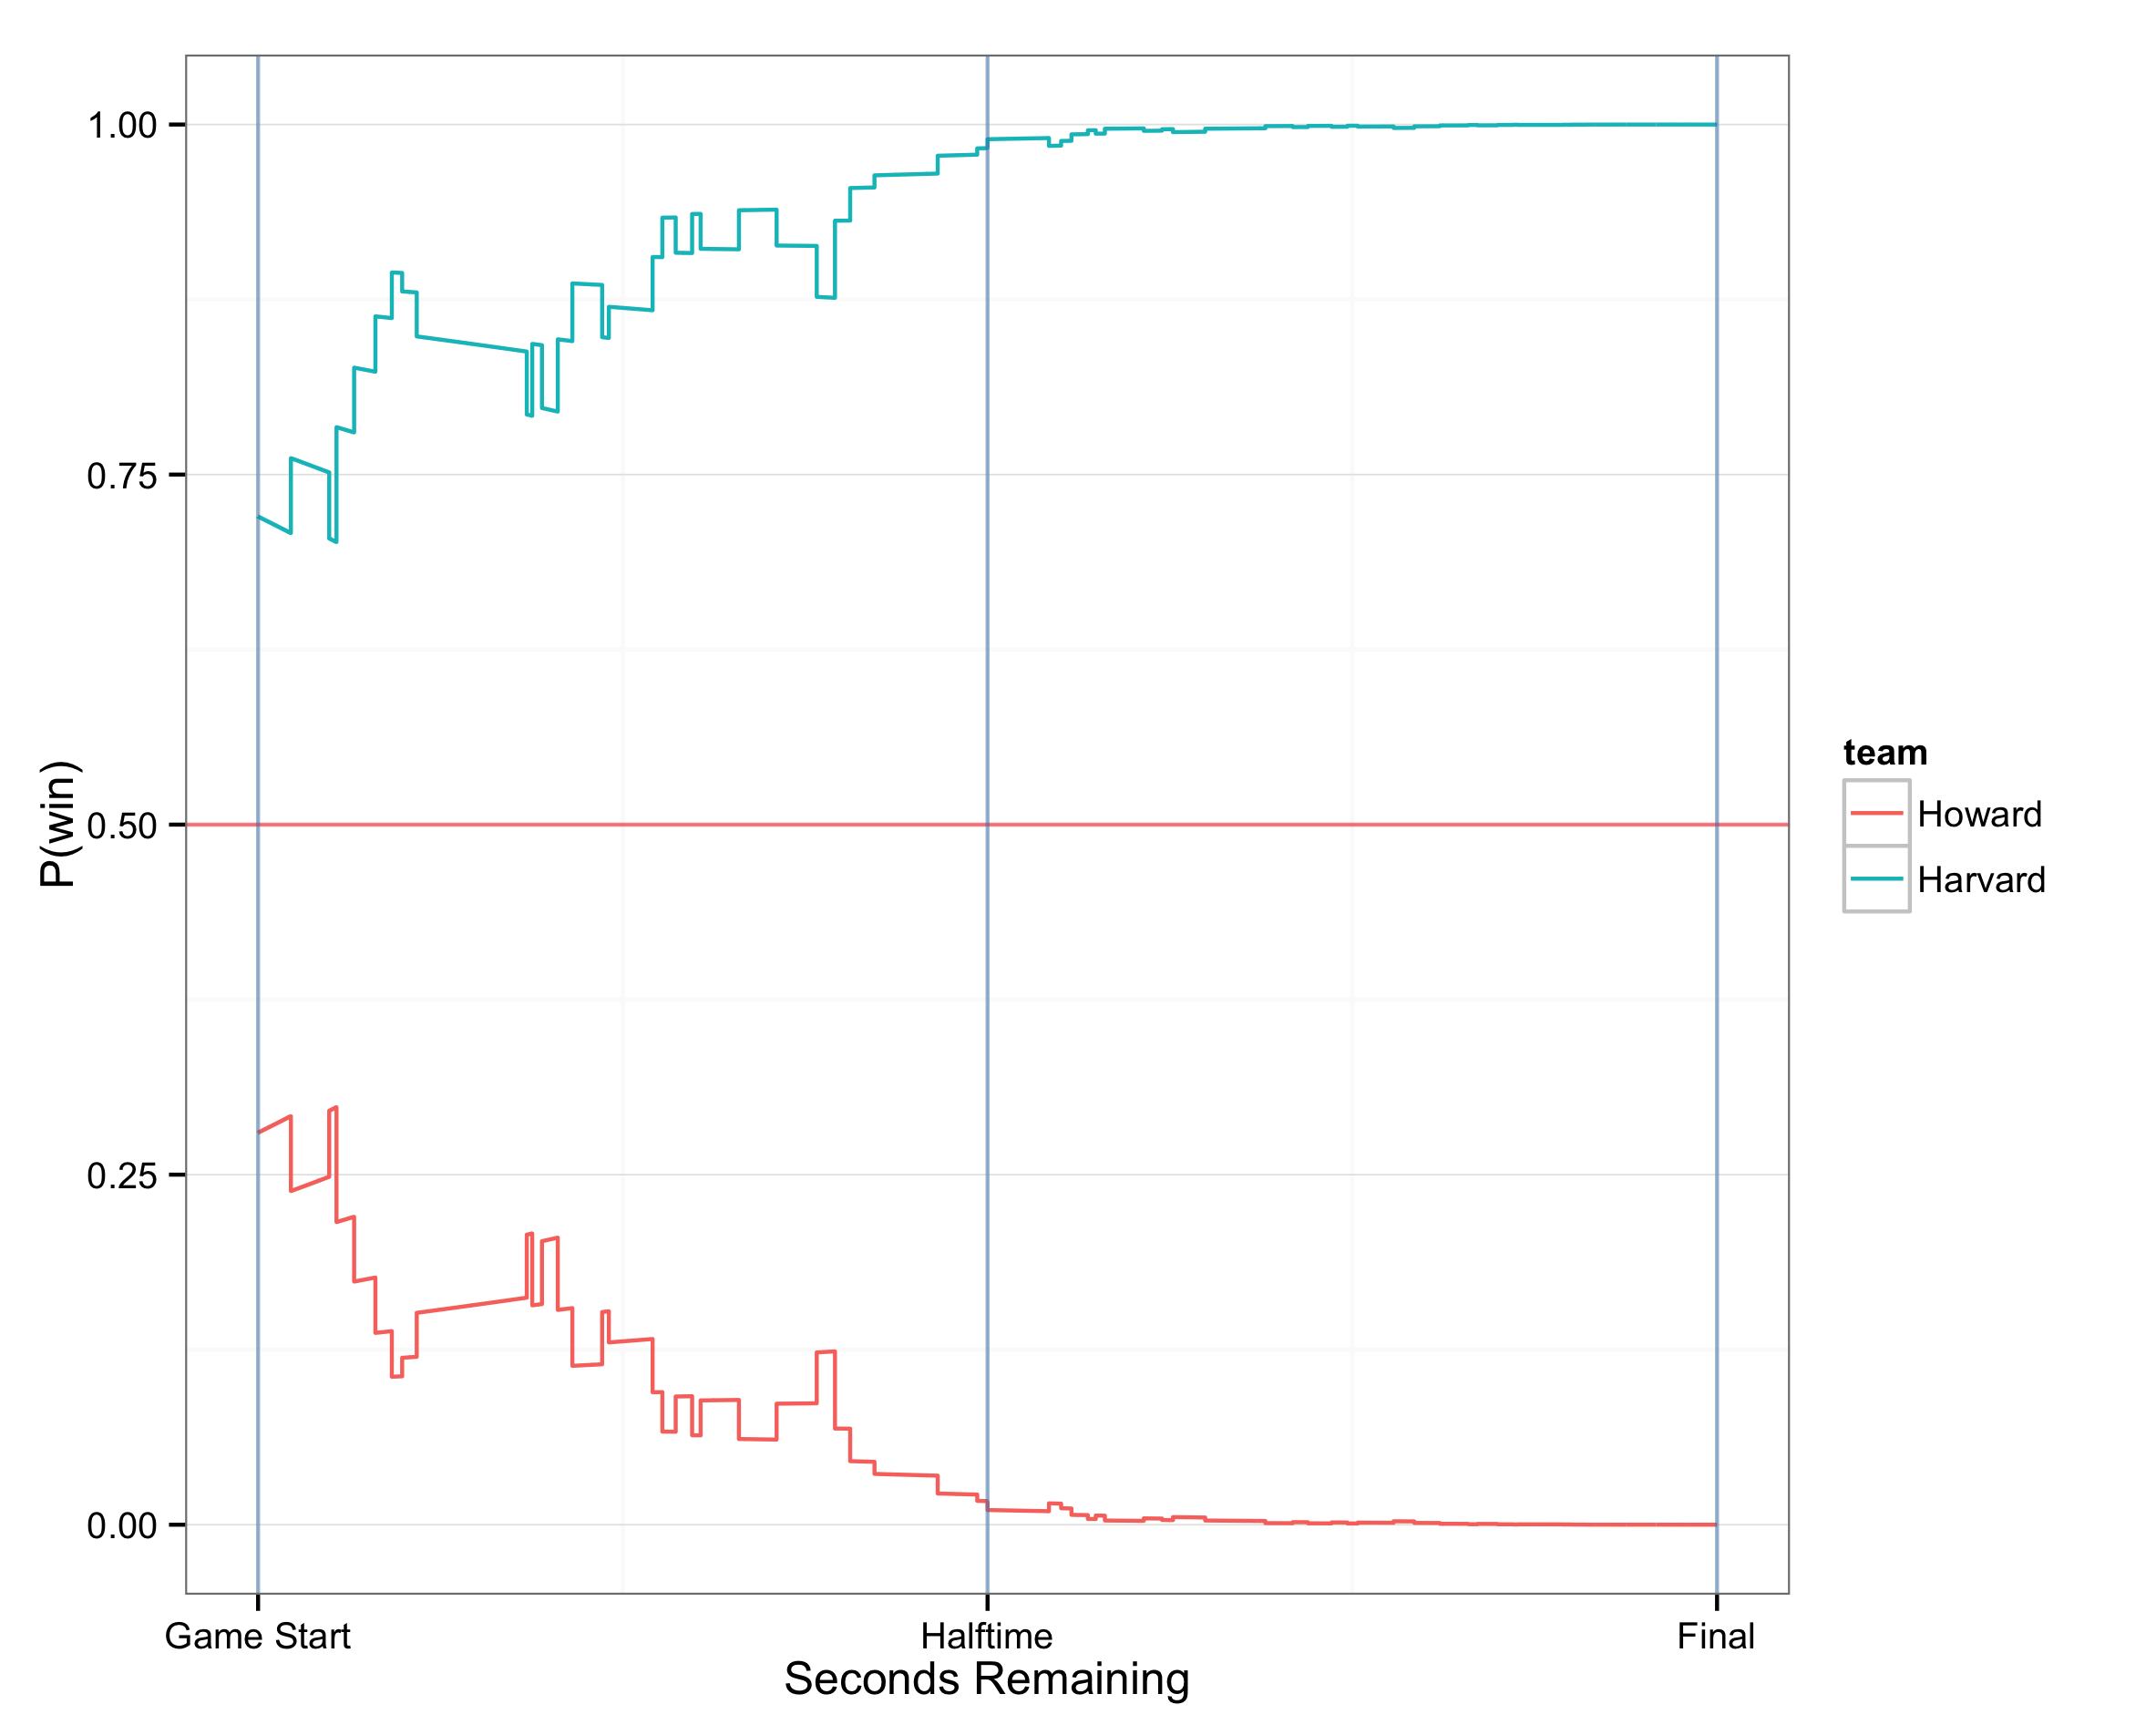 P(win)
1.00
0.75
0.50
0.25
0.00
Game Start
Halftime
Final
Seconds Remaining
team
Howard
Harvard